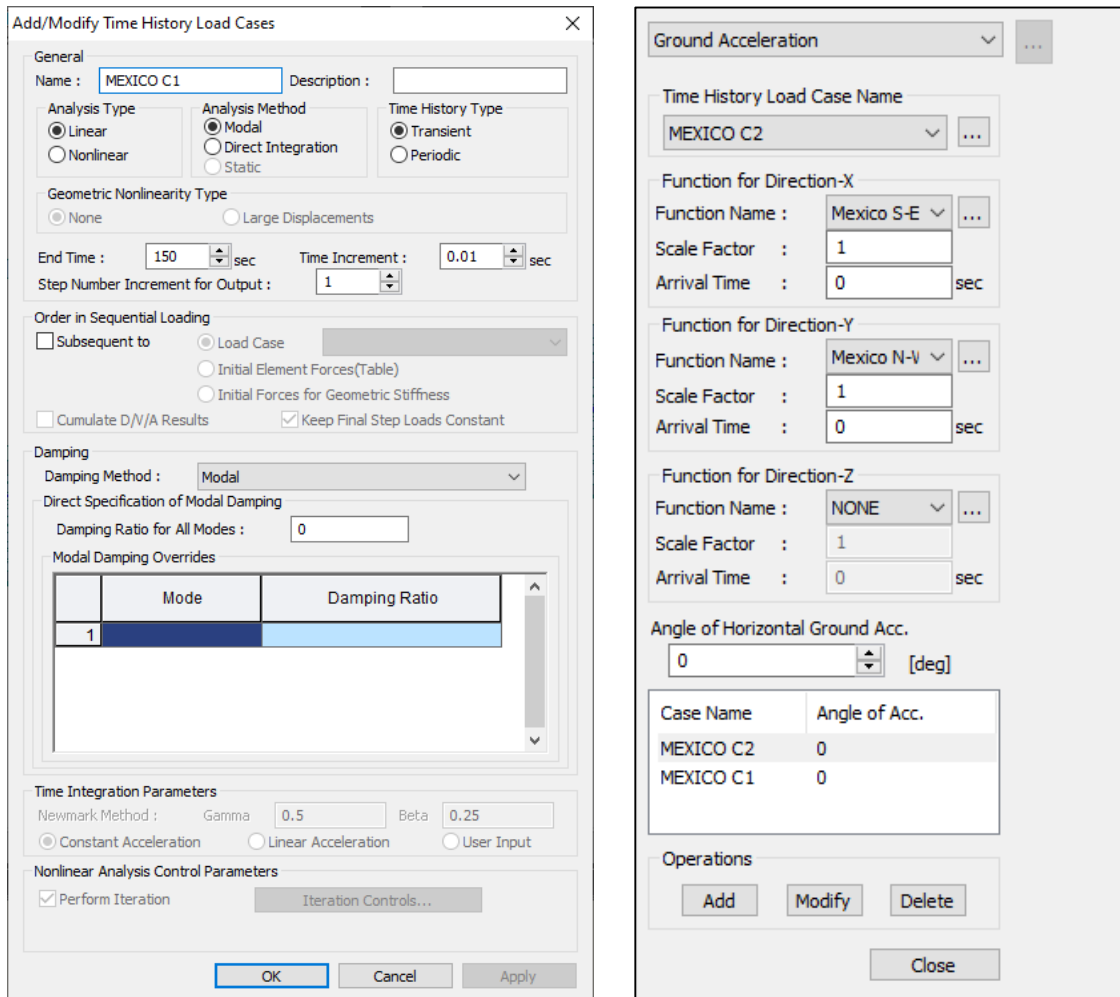 Add/Modify Time History Load Cases
General
Name : MEXICO C1 Description :
Analysis Type Analysis Method Time History Type
Linear Modal Transient
Nonlinear Direct Integration Periodic
Static
Geometric Nonlinearity Type
None Large Displacements
End Time : 150 sec Time Increment : 0.01 sec
Step Number Increment for Output : 1
Order in Sequential Loading
Subsequent to Load Case
Initial Element Forces(Table)
Initial Forces for Geometric Stiffness
Cumulate D/V/A Results Keep Final Step Loads Constant
Damping
Damping Method : Modal
Direct Specification of Modal Damping
Damping Ratio for All Modes : 0
Modal Damping Overrides
Mode Damping Ratio
1
Time Integration Parameters
Newmark Method : Gamma 0.5 Beta 0.25
Constant Acceleration Linear Acceleration User Input
Nonlinear Analysis Control Parameters
Perform Iteration Iteration Controls...
OK Cancel Apply
Ground Acceleration ...
Time History Load Case Name
MEXICO C2 ...
Function for Direction-X
Function Name : Mexico S-E ...
Scale Factor : 1
Arrival Time : 0 sec
Function for Direction-Y
Function Name : Mexico N-V ...
Scale Factor : 1
Arrival Time : 0 sec
Function for Direction-Z
Function Name : NONE ...
Scale Factor : 1
Arrival Time : 0 sec
Angle of Horizontal Ground Acc.
0 [deg]
Case Name Angle of Acc.
MEXICO C2 0
MEXICO C1 0
Operations
Add Modify Delete
Close